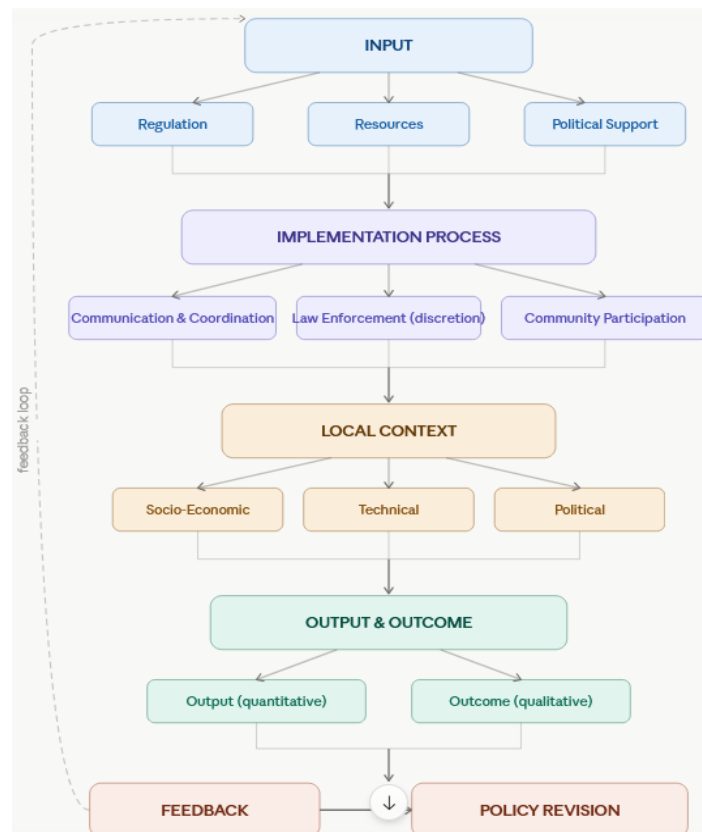 INPUT
Regulation
Resources
Political Support
IMPLEMENTATION PROCESS
Communication & Coordination
Law Enforcement (discretion)
Community Participation
feedback loop
LOCAL CONTEXT
Socio-Economic
Technical
Political
OUTPUT & OUTCOME
Output (quantitative)
Outcome (qualitative)
FEEDBACK
POLICY REVISION